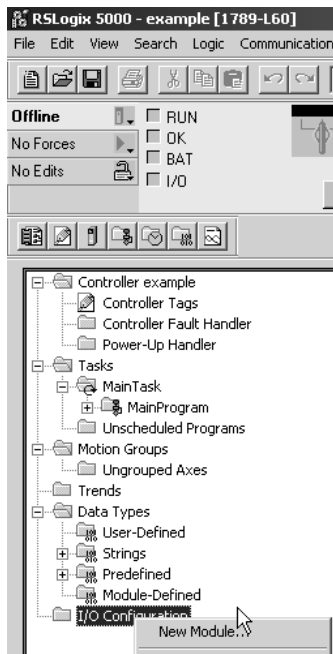 RSLogix 5000 - example [1789-L60]
File Edit View Search Logic Communication
Offline
RUN
No Forces
OK
BAT
No Edits
I/O
Controller example
Controller Tags
Controller Fault Handler
Power-Up Handler
Tasks
MainTask
MainProgram
Unscheduled Programs
Motion Groups
Ungrouped Axes
Trends
Data Types
User-Defined
Strings
Predefined
Module-Defined
I/O Configuration
New Module...